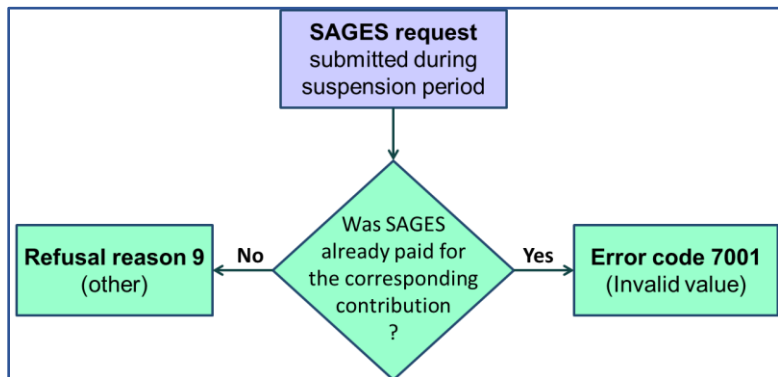 SAGES request
submitted during
suspension period
Was SAGES
already paid for
the corresponding
contribution
?
No
Refusal reason 9
(other)
Yes
Error code 7001
(Invalid value)